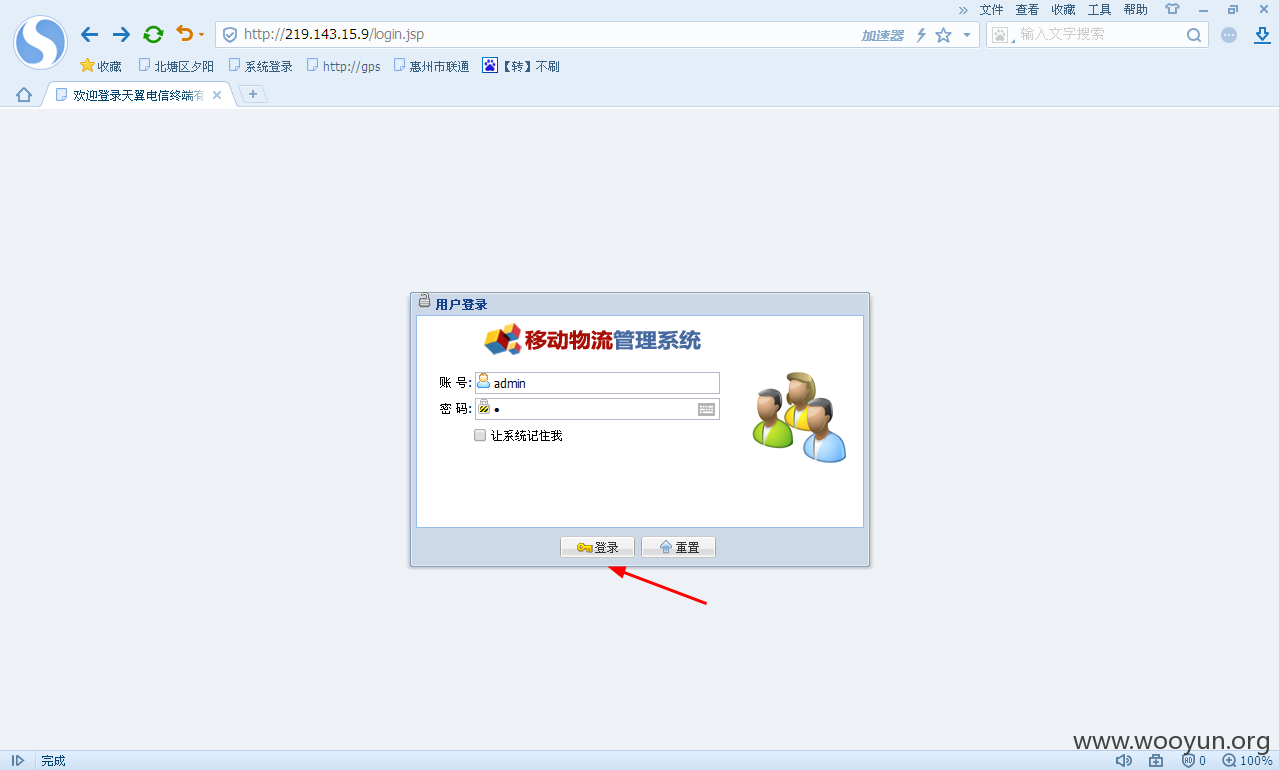 » 文件 查看 收藏 工具 帮助
http://219.143.15.9/login.jsp 加速器 输入文字搜索
收藏 北塘区夕阳 系统登录 http://gps 惠州市联通 【转】不刷
欢迎登录天翼电信终端有
用户登录
移动物流管理系统
账 号: admin
密 码: •
让系统记住我
登录 重置
www.wooyun.org
完成 0 100%